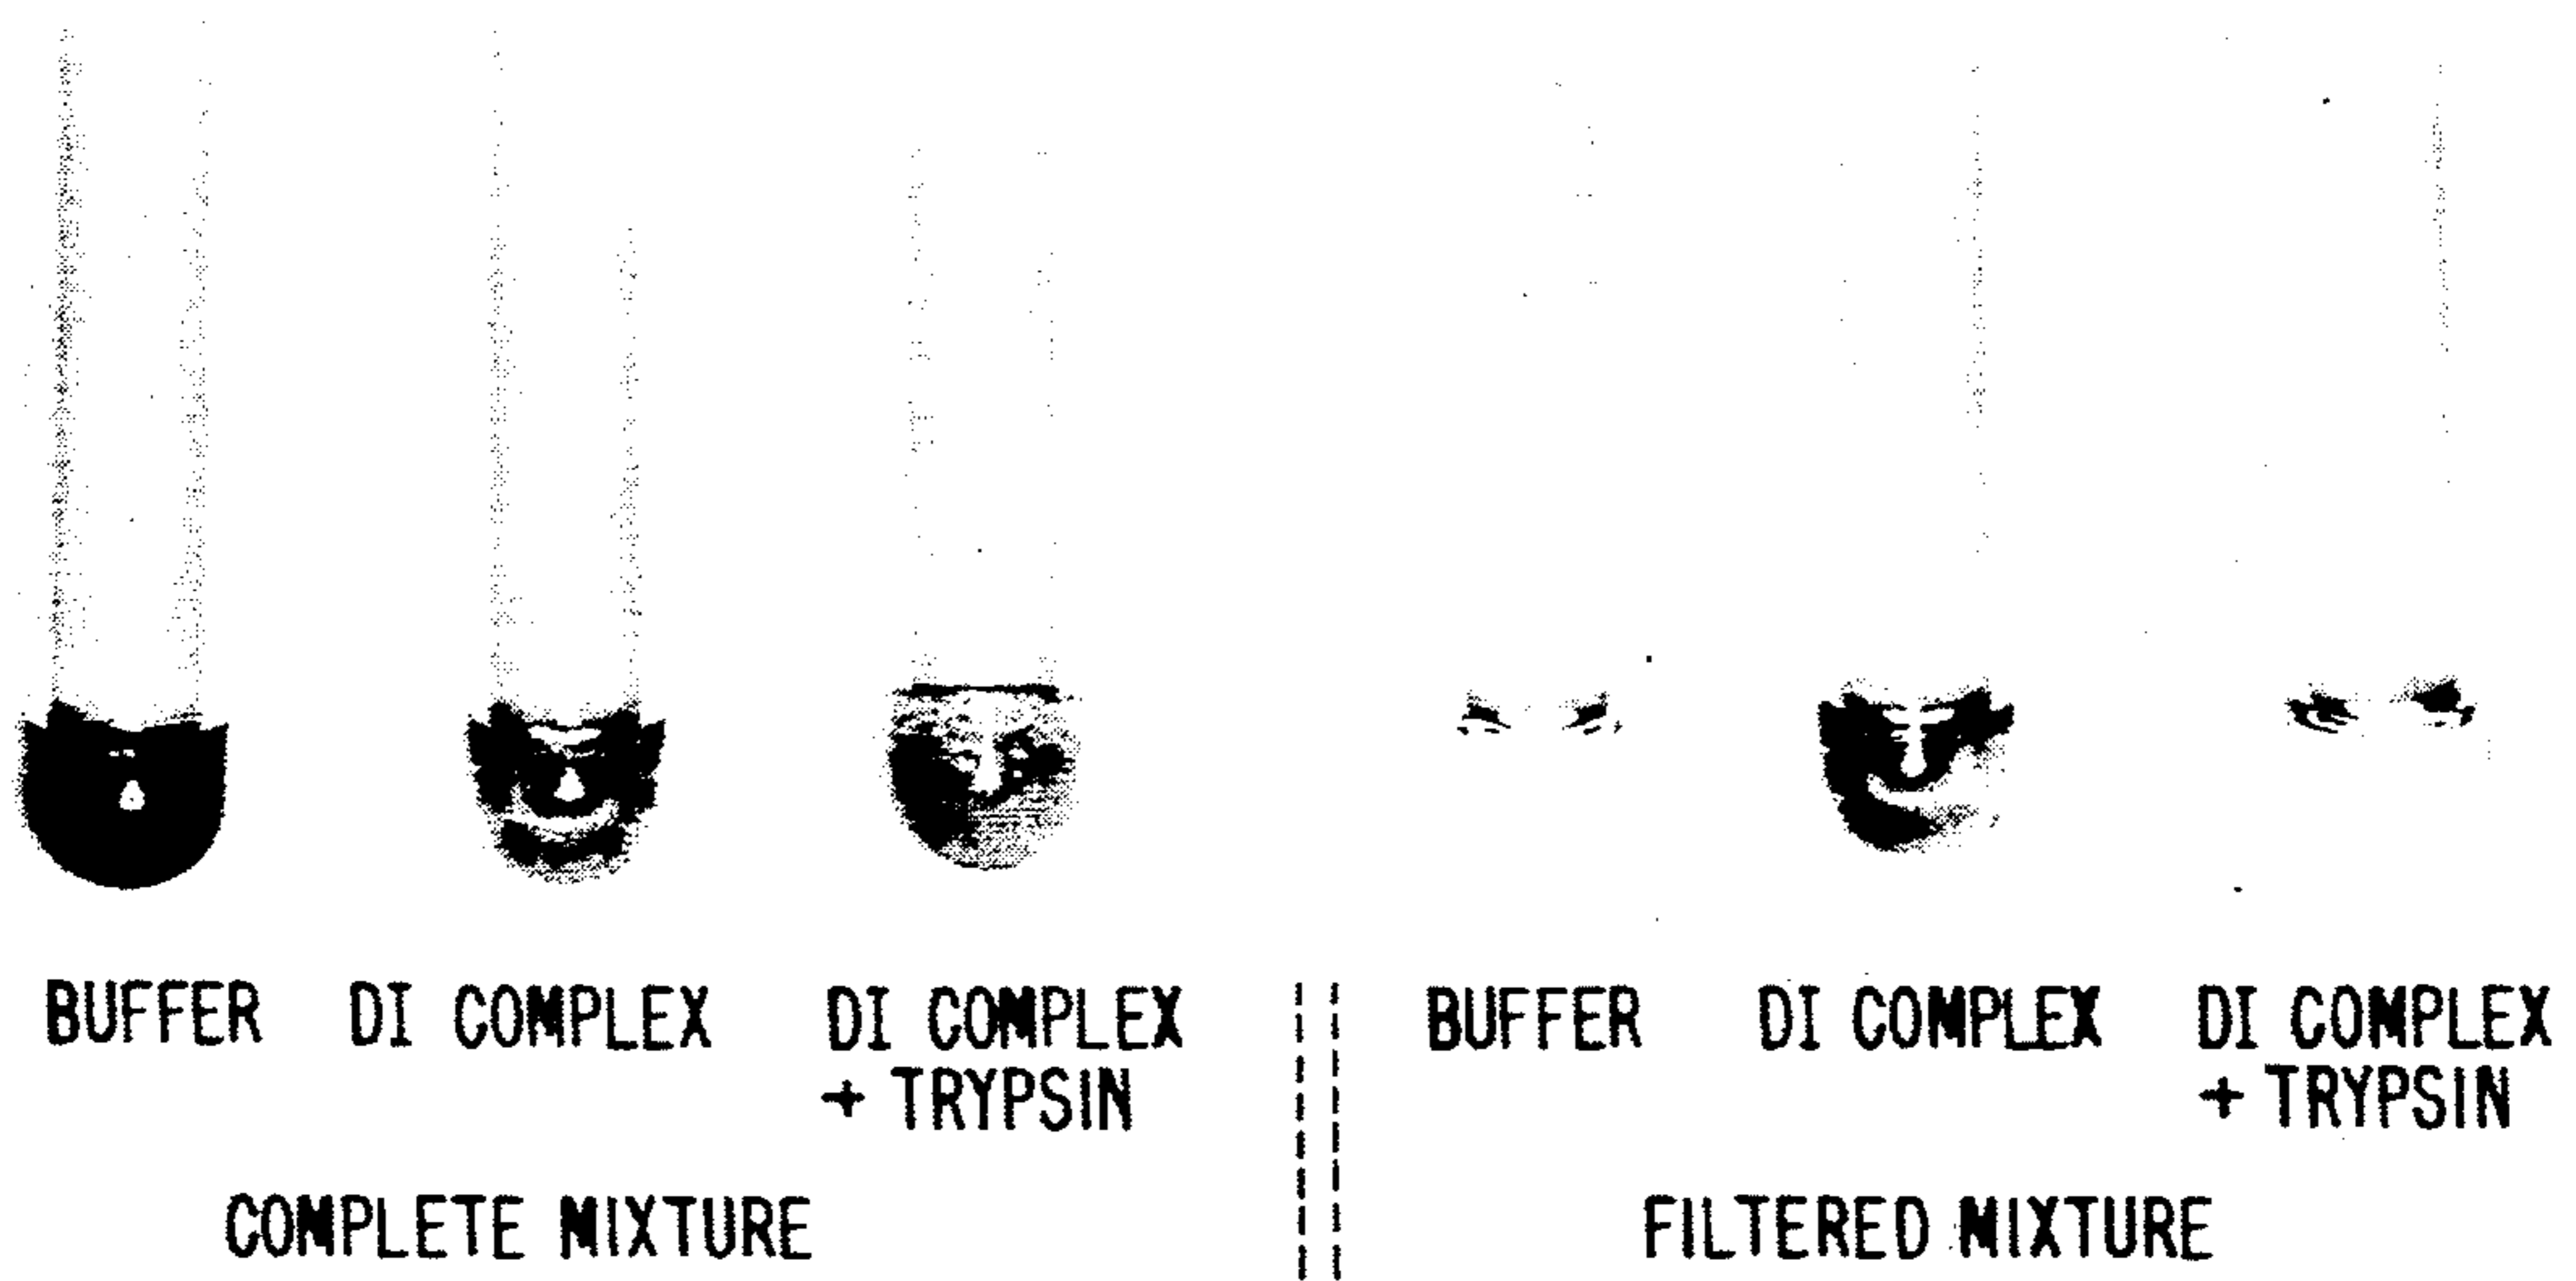 BUFFER DI COMPLEX DI COMPLEX + TRYPSIN
COMPLETE MIXTURE
BUFFER DI COMPLEX DI COMPLEX + TRYPSIN
FILTERED MIXTURE